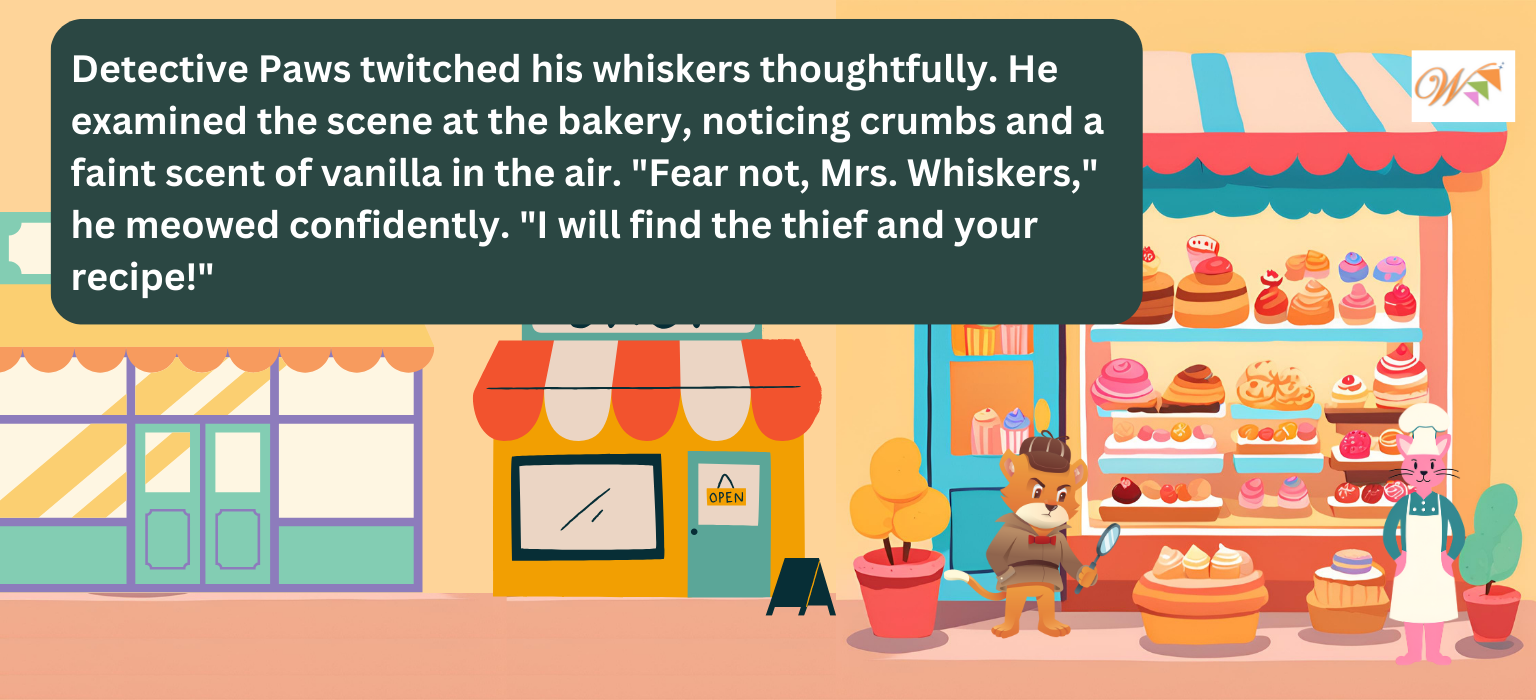 Detective Paws twitched his whiskers thoughtfully. He
examined the scene at the bakery, noticing crumbs and a
faint scent of vanilla in the air. "Fear not, Mrs. Whiskers,"
he meowed confidently. "I will find the thief and your
recipe!"
W
OPEN